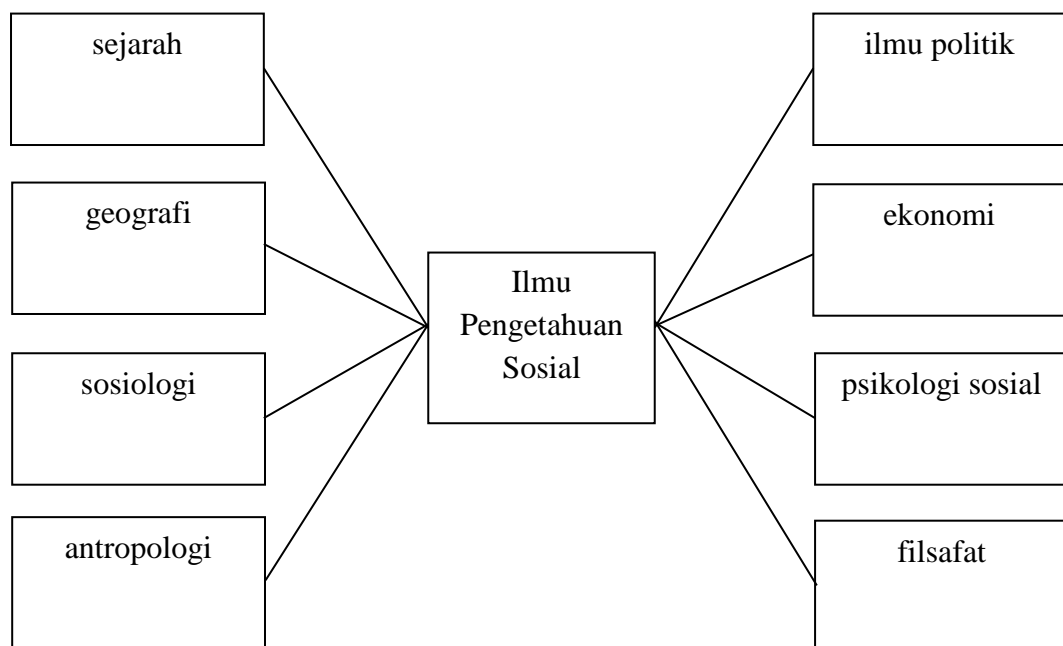 sejarah
geografi
sosiologi
antropologi
Ilmu
Pengetahuan
Sosial
ilmu politik
ekonomi
psikologi sosial
filsafat